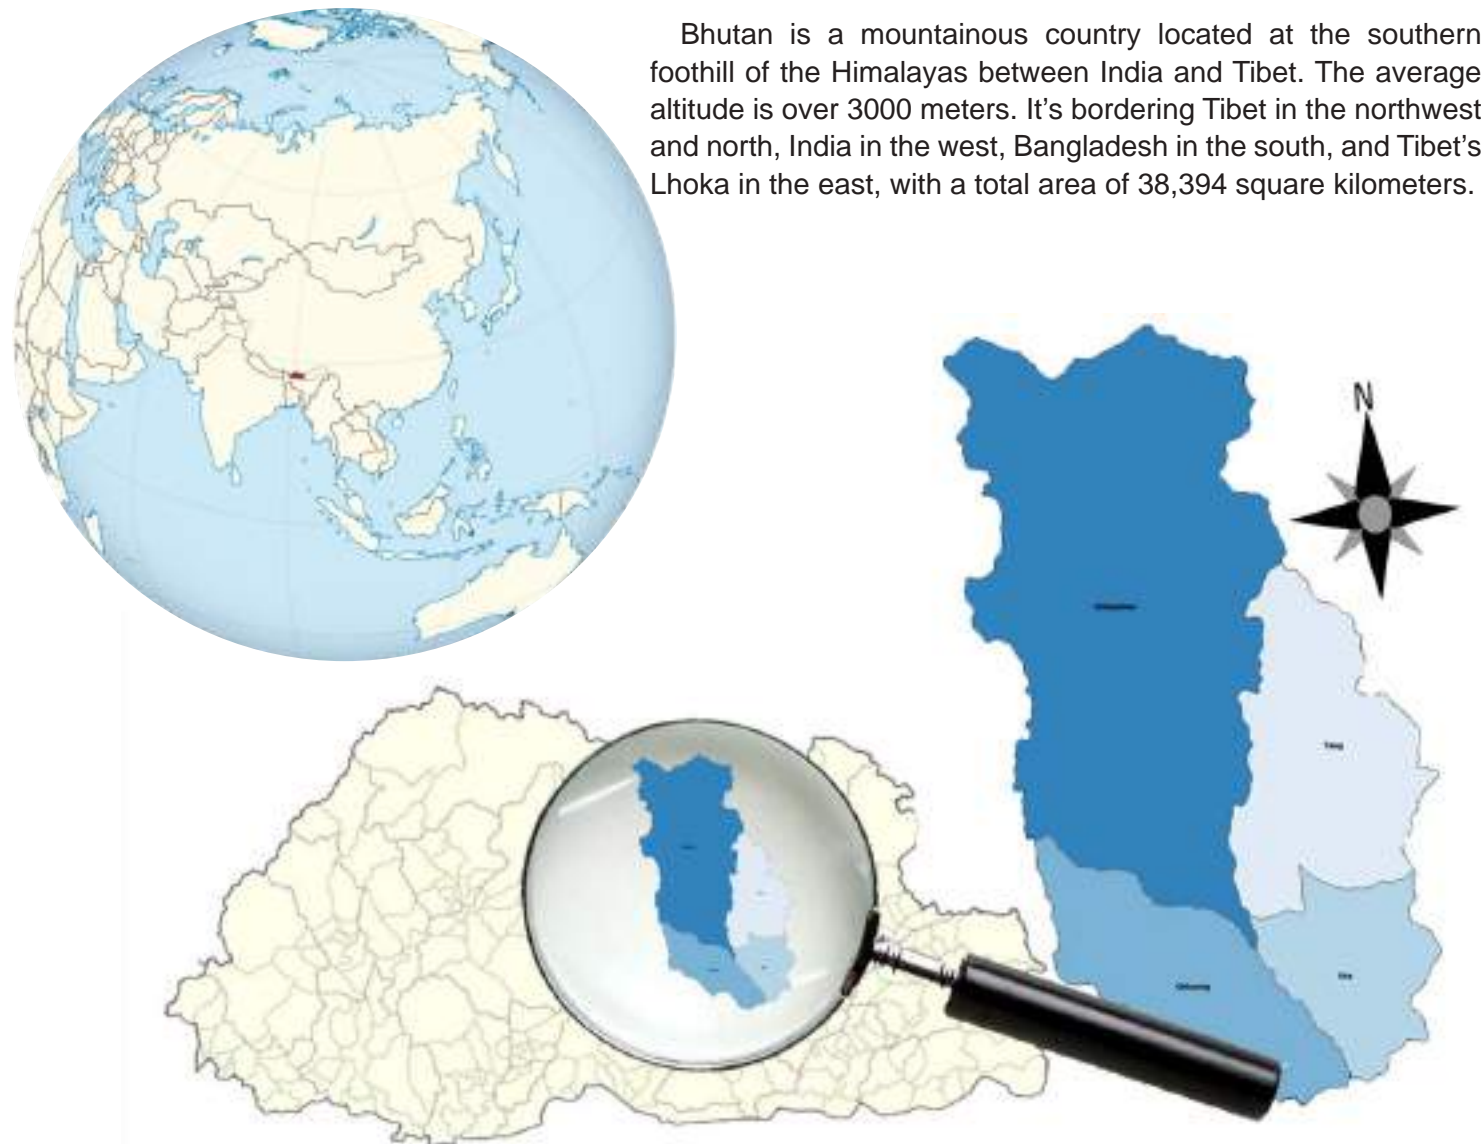 Bhutan is a mountainous country located at the southern
foothill of the Himalayas between India and Tibet. The average
altitude is over 3000 meters. It’s bordering Tibet in the northwest
and north, India in the west, Bangladesh in the south, and Tibet’s
Lhoka in the east, with a total area of 38,394 square kilometers.
N